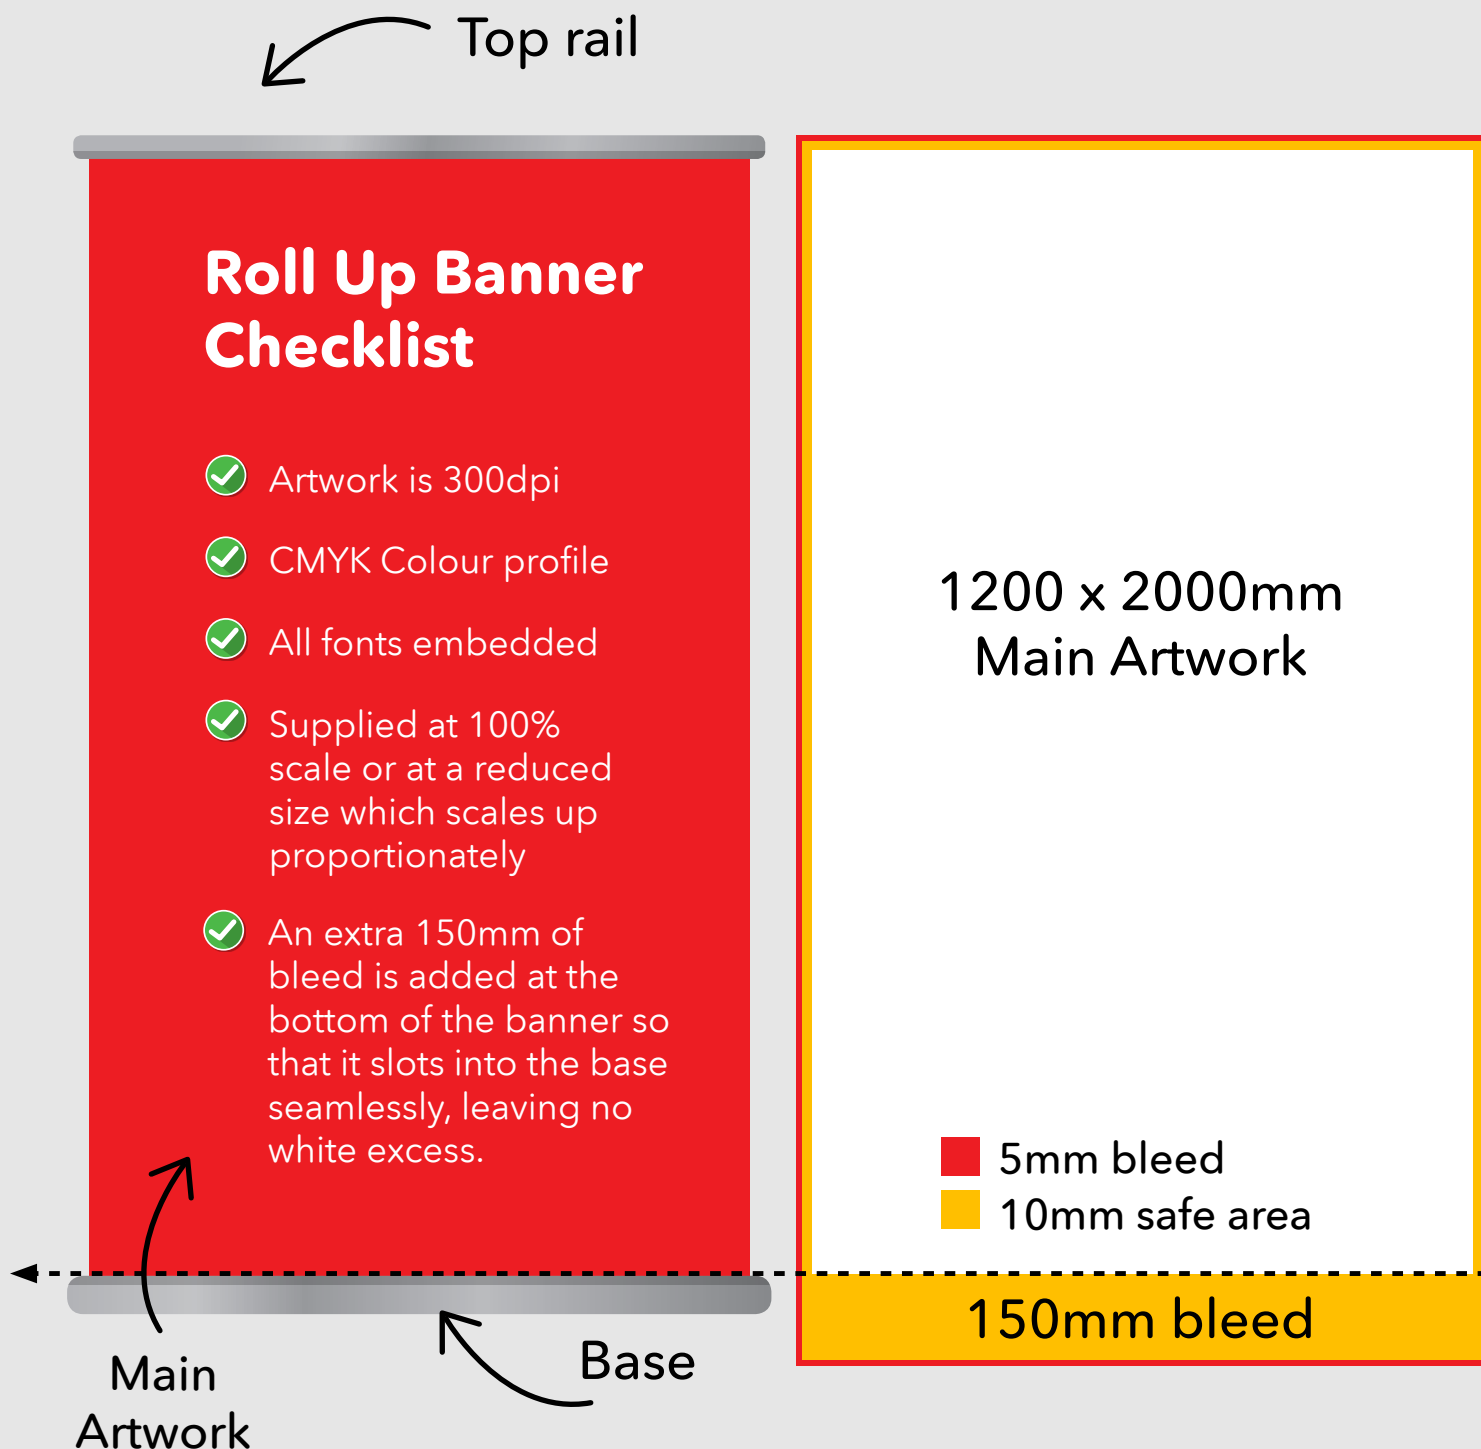 Top rail
Roll Up Banner
Checklist
Artwork is 300dpi
CMYK Colour profile
All fonts embedded
Supplied at 100%
scale or at a reduced
size which scales up
proportionately
An extra 150mm of
bleed is added at the
bottom of the banner so
that it slots into the base
seamlessly, leaving no
white excess.
Main
Artwork
Base
1200 x 2000mm
Main Artwork
5mm bleed
10mm safe area
150mm bleed